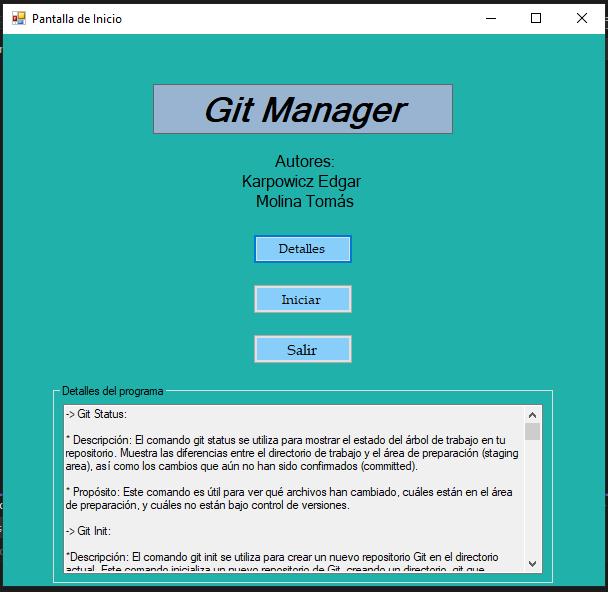 Pantalla de Inicio
Git Manager
Autores:
Karpowicz Edgar
Molina Tomás
Detalles
Iniciar
Salir
Detalles del programa
-> Git Status:
* Descripción: El comando git status se utiliza para mostrar el estado del árbol de trabajo en tu
repositorio. Muestra las diferencias entre el directorio de trabajo y el área de preparación (staging
area), así como los cambios que aún no han sido confirmados (committed).
* Propósito: Este comando es útil para ver qué archivos han cambiado, cuáles están en el área
de preparación, y cuáles no están bajo control de versiones.
-> Git Init:
*Descripción: El comando git init se utiliza para crear un nuevo repositorio Git en el directorio
actual. Este comando inicializa un nuevo repositorio de Git, creando un directorio .git que